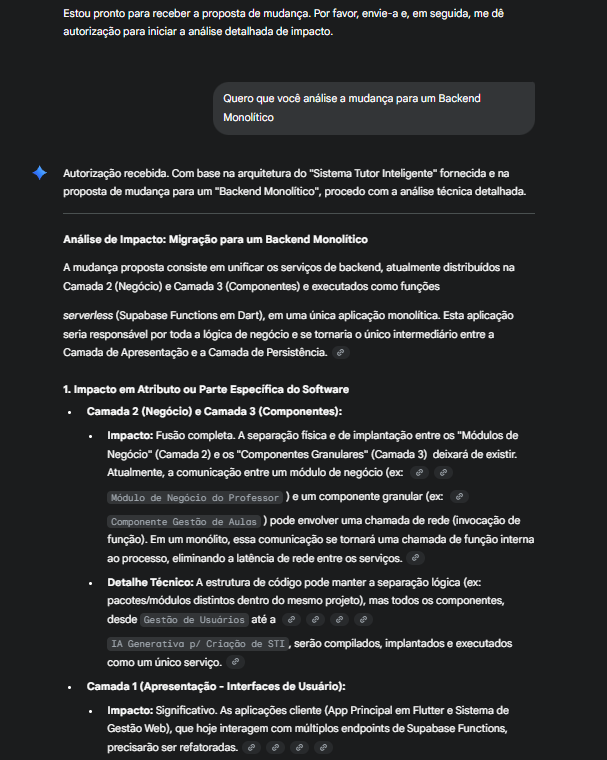 Estou pronto para receber a proposta de mudança. Por favor, envie-a e, em seguida, me dê
autorização para iniciar a análise detalhada de impacto.
Quero que você análise a mudança para um Backend
Monolítico
Autorização recebida. Com base na arquitetura do "Sistema Tutor Inteligente" fornecida e na
proposta de mudança para um "Backend Monolítico", procedo com a análise técnica detalhada.
Análise de Impacto: Migração para um Backend Monolítico
A mudança proposta consiste em unificar os serviços de backend, atualmente distribuídos na
Camada 2 (Negócio) e Camada 3 (Componentes) e executados como funções
serverless (Supabase Functions em Dart), em uma única aplicação monolítica. Esta aplicação
seria responsável por toda a lógica de negócio e se tornaria o único intermediário entre a
Camada de Apresentação e a Camada de Persistência.
1. Impacto em Atributo ou Parte Específica do Software
• Camada 2 (Negócio) e Camada 3 (Componentes):
• Impacto: Fusão completa. A separação física e de implantação entre os "Módulos de
Negócio" (Camada 2) e os "Componentes Granulares" (Camada 3) deixará de existir.
Atualmente, a comunicação entre um módulo de negócio (ex:
Módulo de Negócio do Professor ) e um componente granular (ex:
Componente Gestão de Aulas ) pode envolver uma chamada de rede (invocação de
função). Em um monólito, essa comunicação se tornará uma chamada de função interna
ao processo, eliminando a latência de rede entre os serviços.
• Detalhe Técnico: A estrutura de código pode manter a separação lógica (ex:
pacotes/módulos distintos dentro do mesmo projeto), mas todos os componentes,
desde Gestão de Usuários até a
IA Generativa p/ Criação de STI , serão compilados, implantados e executados
como um único serviço.
• Camada 1 (Apresentação - Interfaces de Usuário):
• Impacto: Significativo. As aplicações cliente (App Principal em Flutter e Sistema de
Gestão Web), que hoje interagem com múltiplos endpoints de Supabase Functions,
precisarão ser refatoradas.